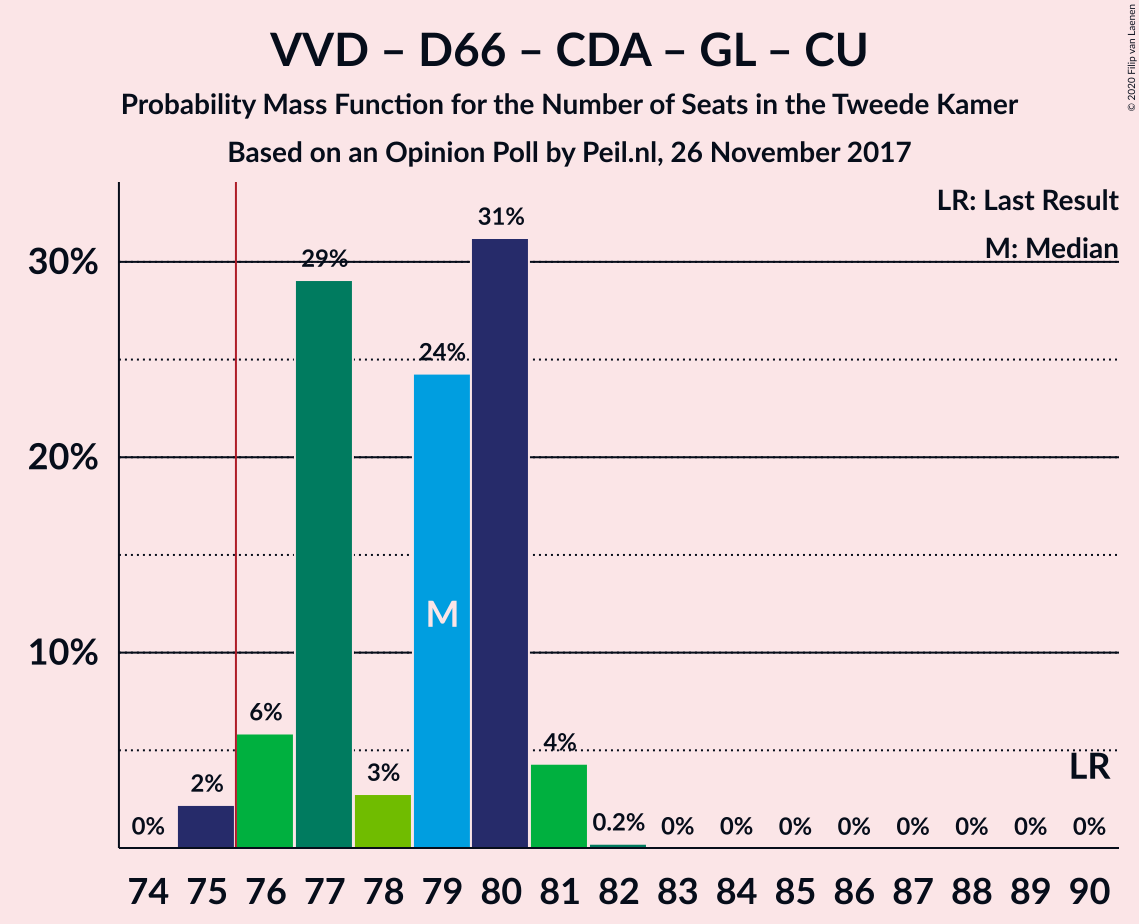 VVD – D66 – CDA – GL – CU
Probability Mass Function for the Number of Seats in the Tweede Kamer
Based on an Opinion Poll by Peil.nl, 26 November 2017
© 2020 Filip van Laenen
LR: Last Result
M: Median
30%
20%
10%
0%
2%
6%
29%
3%
24%
31%
4%
0.2%
0%
0%
0%
0%
0%
0%
0%
0%
M
LR
74 75 76 77 78 79 80 81 82 83 84 85 86 87 88 89 90